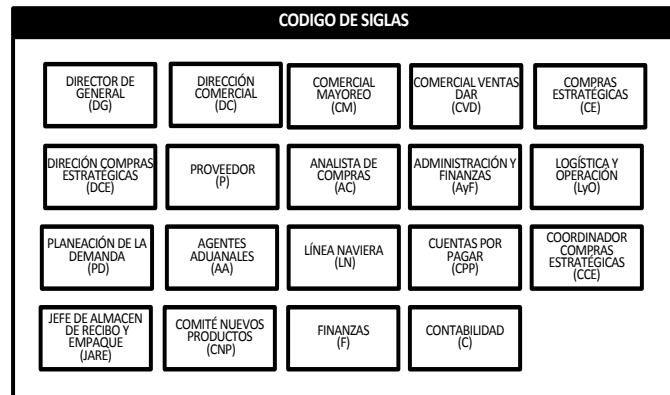 CODIGO DE SIGLAS
DIRECTOR DE
GENERAL
(DG)
DIRECCIÓN
COMERCIAL
(DC)
COMERCIAL
MAYOREO
(CM)
COMERCIAL VENTAS
DAR
(CVD)
COMPRAS
ESTRATÉGICAS
(CE)
DIRECIÓN COMPRAS
ESTRATÉGICAS
(DCE)
PROVEEDOR
(P)
ANALISTA DE
COMPRAS
(AC)
ADMINISTRACIÓN Y
FINANZAS
(AyF)
LOGÍSTICA Y
OPERACIÓN
(LyO)
PLANEACIÓN DE LA
DEMANDA
(PD)
AGENTES
ADUANALES
(AA)
LÍNEA NAVIERA
(LN)
CUENTAS POR
PAGAR
(CPP)
COORDINADOR
COMPRAS
ESTRATÉGICAS
(CCE)
JEFE DE ALMACEN
DE RECIBO Y
EMPAQUE
(JARE)
COMITÉ NUEVOS
PRODUCTOS
(CNP)
FINANZAS
(F)
CONTABILIDAD
(C)